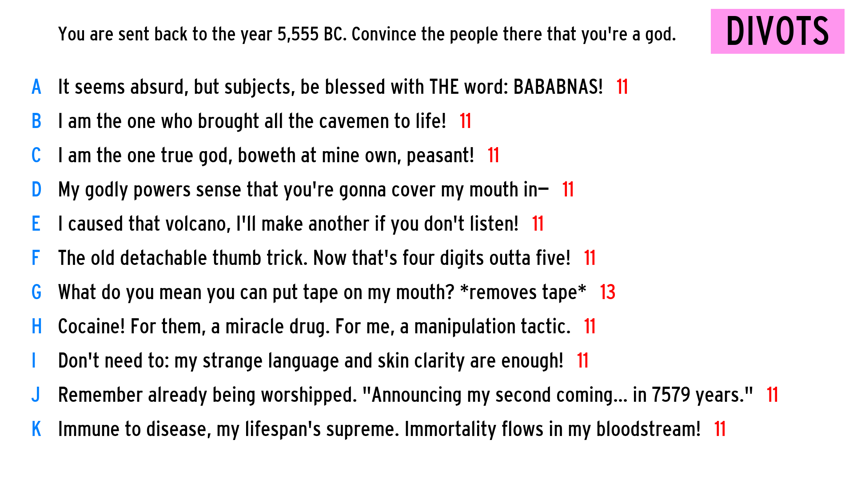 You are sent back to the year 5,555 BC. Convince the people there that you're a god.
DIVOTS
A It seems absurd, but subjects, be blessed with THE word: BABABNAS! 11
B I am the one who brought all the cavemen to life! 11
C I am the one true god, boweth at mine own, peasant! 11
D My godly powers sense that you're gonna cover my mouth in— 11
E I caused that volcano, I'll make another if you don't listen! 11
F The old detachable thumb trick. Now that's four digits outta five! 11
G What do you mean you can put tape on my mouth? *removes tape* 13
H Cocaine! For them, a miracle drug. For me, a manipulation tactic. 11
I Don't need to: my strange language and skin clarity are enough! 11
J Remember already being worshipped. "Announcing my second coming... in 7579 years." 11
K Immune to disease, my lifespan's supreme. Immortality flows in my bloodstream! 11